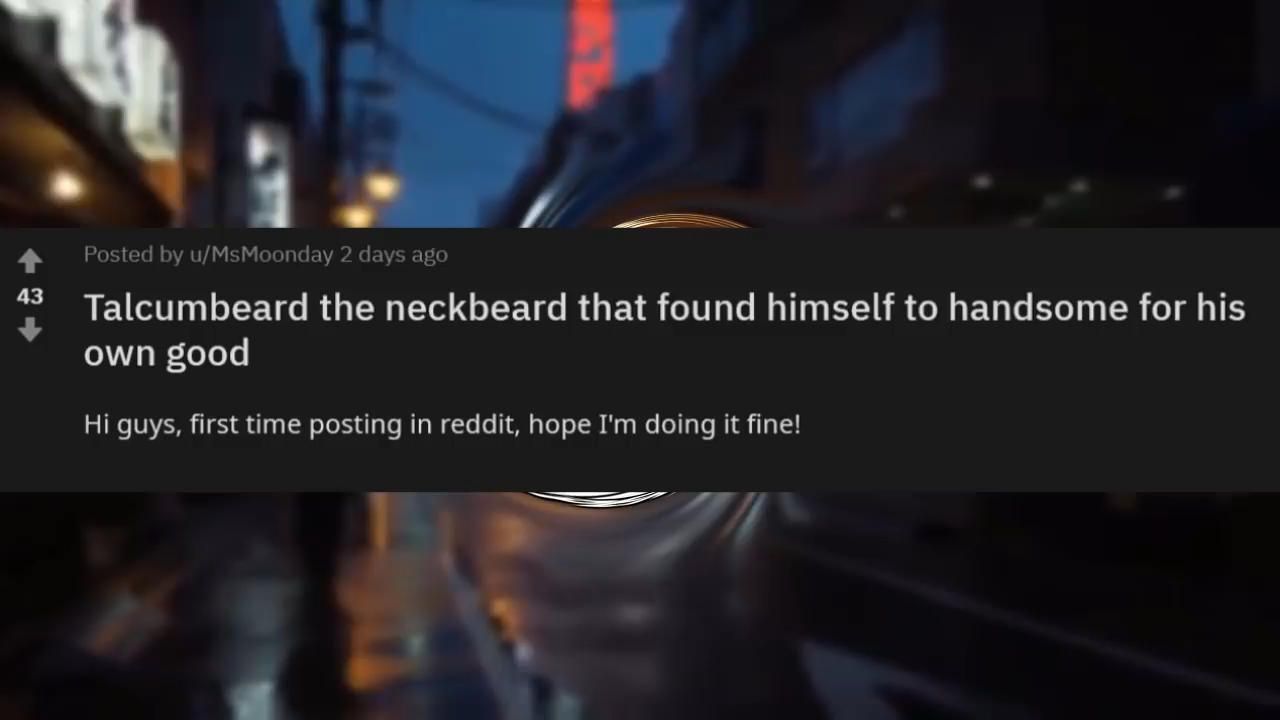 Posted by u/MsMoonday 2 days ago
43
Talcumbeard the neckbeard that found himself to handsome for his
own good
Hi guys, first time posting in reddit, hope I'm doing it fine!